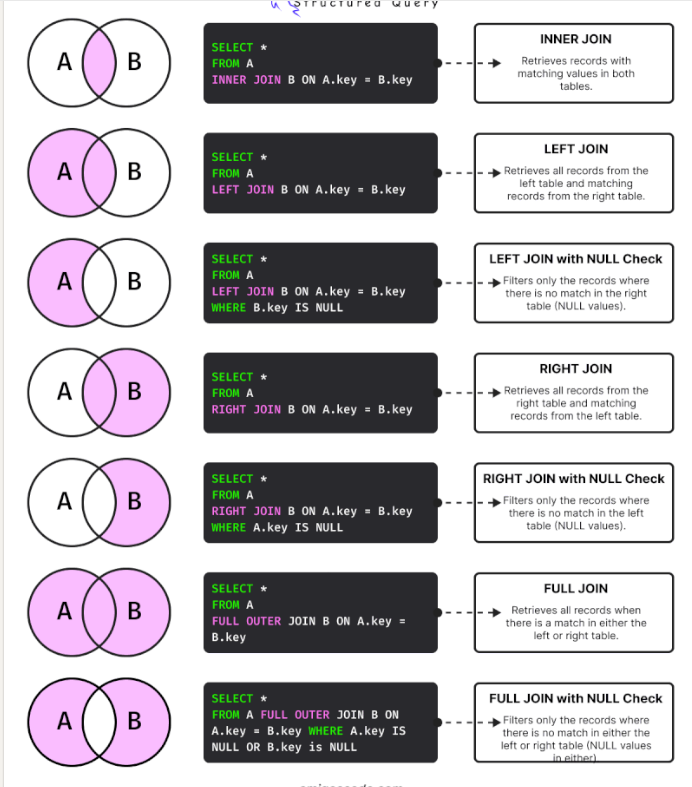 Structured Query
A B
SELECT *
FROM A
INNER JOIN B ON A.key = B.key
INNER JOIN
Retrieves records with
matching values in both
tables.
A B
SELECT *
FROM A
LEFT JOIN B ON A.key = B.key
LEFT JOIN
Retrieves all records from the
left table and matching
records from the right table.
A B
SELECT *
FROM A
LEFT JOIN B ON A.key = B.key
WHERE B.key IS NULL
LEFT JOIN with NULL Check
Filters only the records where
there is no match in the right
table (NULL values).
A B
SELECT *
FROM A
RIGHT JOIN B ON A.key = B.key
RIGHT JOIN
Retrieves all records from the
right table and matching
records from the left table.
A B
SELECT *
FROM A
RIGHT JOIN B ON A.key = B.key
WHERE A.key IS NULL
RIGHT JOIN with NULL Check
Filters only the records where
there is no match in the left
table (NULL values).
A B
SELECT *
FROM A
FULL OUTER JOIN B ON A.key =
B.key
FULL JOIN
Retrieves all records when
there is a match in either the
left or right table.
A B
SELECT *
FROM A FULL OUTER JOIN B ON
A.key = B.key WHERE A.key IS
NULL OR B.key is NULL
FULL JOIN with NULL Check
Filters only the records where
there is no match in either the
left or right table (NULL values
in either)